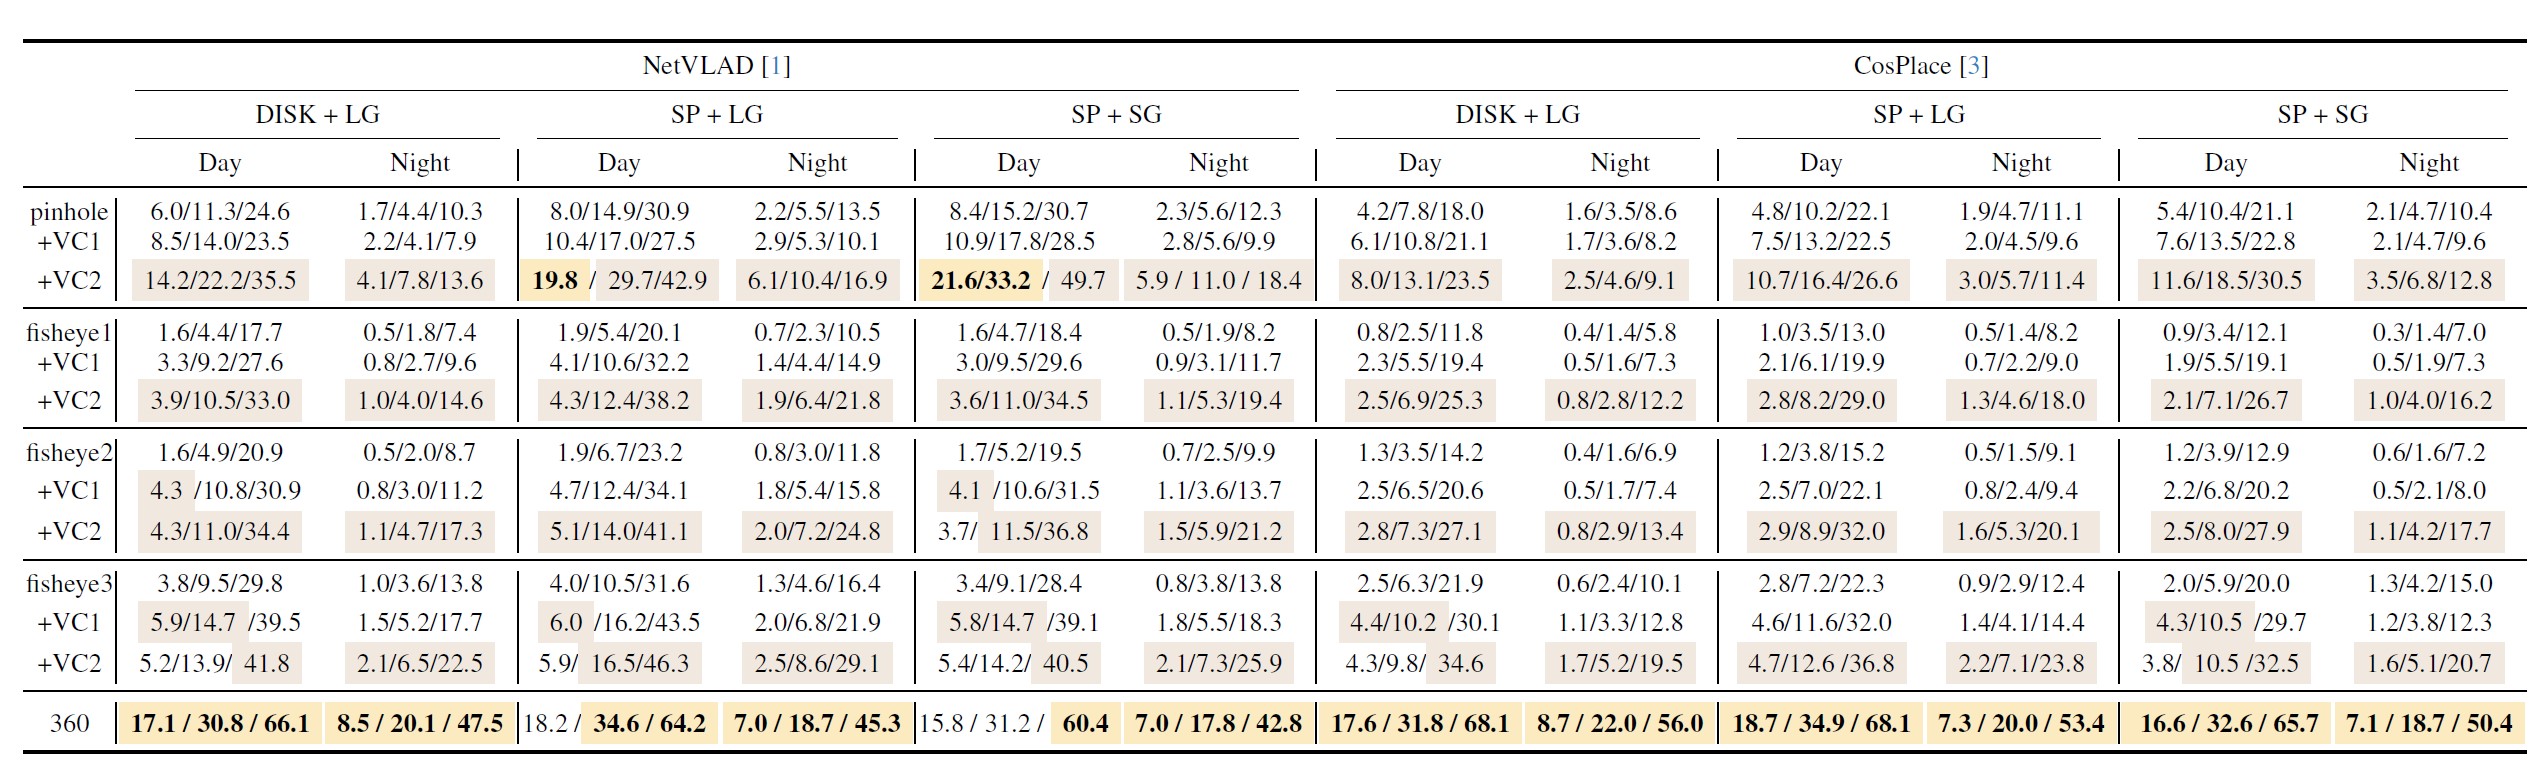 NetVLAD [1] CosPlace [3]
DISK + LG SP + LG SP + SG DISK + LG SP + LG SP + SG
Day Night Day Night Day Night Day Night Day Night Day Night
pinhole 6.0/11.3/24.6 1.7/4.4/10.3 8.0/14.9/30.9 2.2/5.5/13.5 8.4/15.2/30.7 2.3/5.6/12.3 4.2/7.8/18.0 1.6/3.5/8.6 4.8/10.2/22.1 1.9/4.7/11.1 5.4/10.4/21.1 2.1/4.7/10.4
+VC1 8.5/14.0/23.5 2.2/4.1/7.9 10.4/17.0/27.5 2.9/5.3/10.1 10.9/17.8/28.5 2.8/5.6/9.9 6.1/10.8/21.1 1.7/3.6/8.2 7.5/13.2/22.5 2.0/4.5/9.6 7.6/13.5/22.8 2.1/4.7/9.6
+VC2 14.2/22.2/35.5 4.1/7.8/13.6 19.8 / 29.7/42.9 6.1/10.4/16.9 21.6/33.2 / 49.7 5.9 / 11.0 / 18.4 8.0/13.1/23.5 2.5/4.6/9.1 10.7/16.4/26.6 3.0/5.7/11.4 11.6/18.5/30.5 3.5/6.8/12.8
fisheye1 1.6/4.4/17.7 0.5/1.8/7.4 1.9/5.4/20.1 0.7/2.3/10.5 1.6/4.7/18.4 0.5/1.9/8.2 0.8/2.5/11.8 0.4/1.4/5.8 1.0/3.5/13.0 0.5/1.4/8.2 0.9/3.4/12.1 0.3/1.4/7.0
+VC1 3.3/9.2/27.6 0.8/2.7/9.6 4.1/10.6/32.2 1.4/4.4/14.9 3.0/9.5/29.6 0.9/3.1/11.7 2.3/5.5/19.4 0.5/1.6/7.3 2.1/6.1/19.9 0.7/2.2/9.0 1.9/5.5/19.1 0.5/1.9/7.3
+VC2 3.9/10.5/33.0 1.0/4.0/14.6 4.3/12.4/38.2 1.9/6.4/21.8 3.6/11.0/34.5 1.1/5.3/19.4 2.5/6.9/25.3 0.8/2.8/12.2 2.8/8.2/29.0 1.3/4.6/18.0 2.1/7.1/26.7 1.0/4.0/16.2
fisheye2 1.6/4.9/20.9 0.5/2.0/8.7 1.9/6.7/23.2 0.8/3.0/11.8 1.7/5.2/19.5 0.7/2.5/9.9 1.3/3.5/14.2 0.4/1.6/6.9 1.2/3.8/15.2 0.5/1.5/9.1 1.2/3.9/12.9 0.6/1.6/7.2
+VC1 4.3 /10.8/30.9 0.8/3.0/11.2 4.7/12.4/34.1 1.8/5.4/15.8 4.1 /10.6/31.5 1.1/3.6/13.7 2.5/6.5/20.6 0.5/1.7/7.4 2.5/7.0/22.1 0.8/2.4/9.4 2.2/6.8/20.2 0.5/2.1/8.0
+VC2 4.3/11.0/34.4 1.1/4.7/17.3 5.1/14.0/41.1 2.0/7.2/24.8 3.7/ 11.5/36.8 1.5/5.9/21.2 2.8/7.3/27.1 0.8/2.9/13.4 2.9/8.9/32.0 1.6/5.3/20.1 2.5/8.0/27.9 1.1/4.2/17.7
fisheye3 3.8/9.5/29.8 1.0/3.6/13.8 4.0/10.5/31.6 1.3/4.6/16.4 3.4/9.1/28.4 0.8/3.8/13.8 2.5/6.3/21.9 0.6/2.4/10.1 2.8/7.2/22.3 0.9/2.9/12.4 2.0/5.9/20.0 1.3/4.2/15.0
+VC1 5.9/14.7 /39.5 1.5/5.2/17.7 6.0 /16.2/43.5 2.0/6.8/21.9 5.8/14.7 /39.1 1.8/5.5/18.3 4.4/10.2 /30.1 1.1/3.3/12.8 4.6/11.6/32.0 1.4/4.1/14.4 4.3/10.5 /29.7 1.2/3.8/12.3
+VC2 5.2/13.9/ 41.8 2.1/6.5/22.5 5.9/ 16.5/46.3 2.5/8.6/29.1 5.4/14.2/ 40.5 2.1/7.3/25.9 4.3/9.8/ 34.6 1.7/5.2/19.5 4.7/12.6 /36.8 2.2/7.1/23.8 3.8/ 10.5 /32.5 1.6/5.1/20.7
360 17.1 / 30.8 / 66.1 8.5 / 20.1 / 47.5 18.2 / 34.6 / 64.2 7.0 / 18.7 / 45.3 15.8 / 31.2 / 60.4 7.0 / 17.8 / 42.8 17.6 / 31.8 / 68.1 8.7 / 22.0 / 56.0 18.7 / 34.9 / 68.1 7.3 / 20.0 / 53.4 16.6 / 32.6 / 65.7 7.1 / 18.7 / 50.4